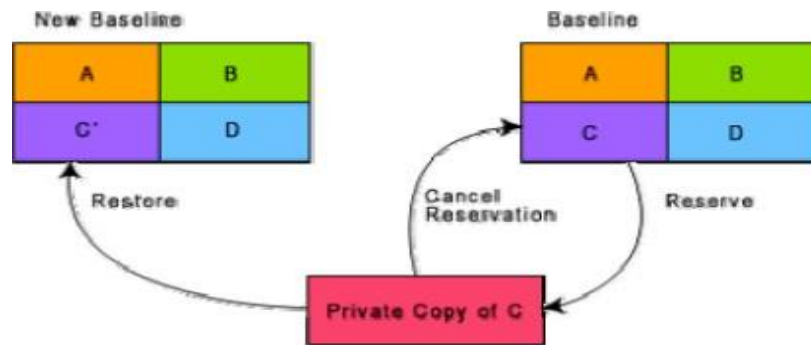 New Baseline
Baseline
A B
A B
C' D
C D
Restore
Cancel
Reservation
Reserve
Private Copy of C